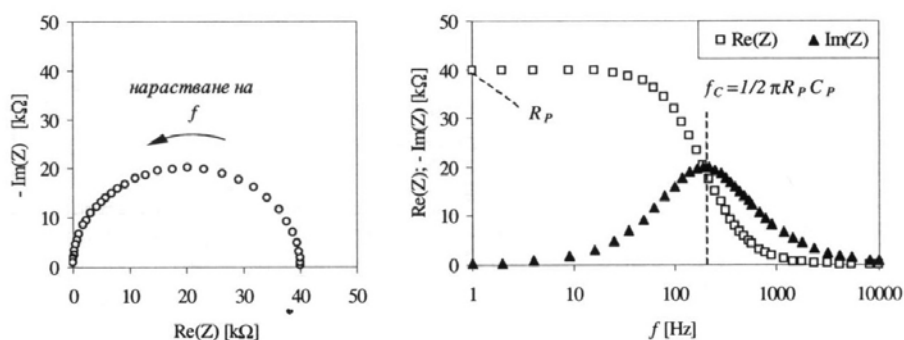 50
40
30
20
10
0
- Im(Z) [kΩ]
нарастване на
f
0 10 20 30 40 50
Re(Z) [kΩ]
50
40
30
20
10
0
Re(Z); - Im(Z) [kΩ]
Re(Z) Im(Z)
R_P
f_C=1/2 πR_P C_P
1 10 100 1000 10000
f [Hz]